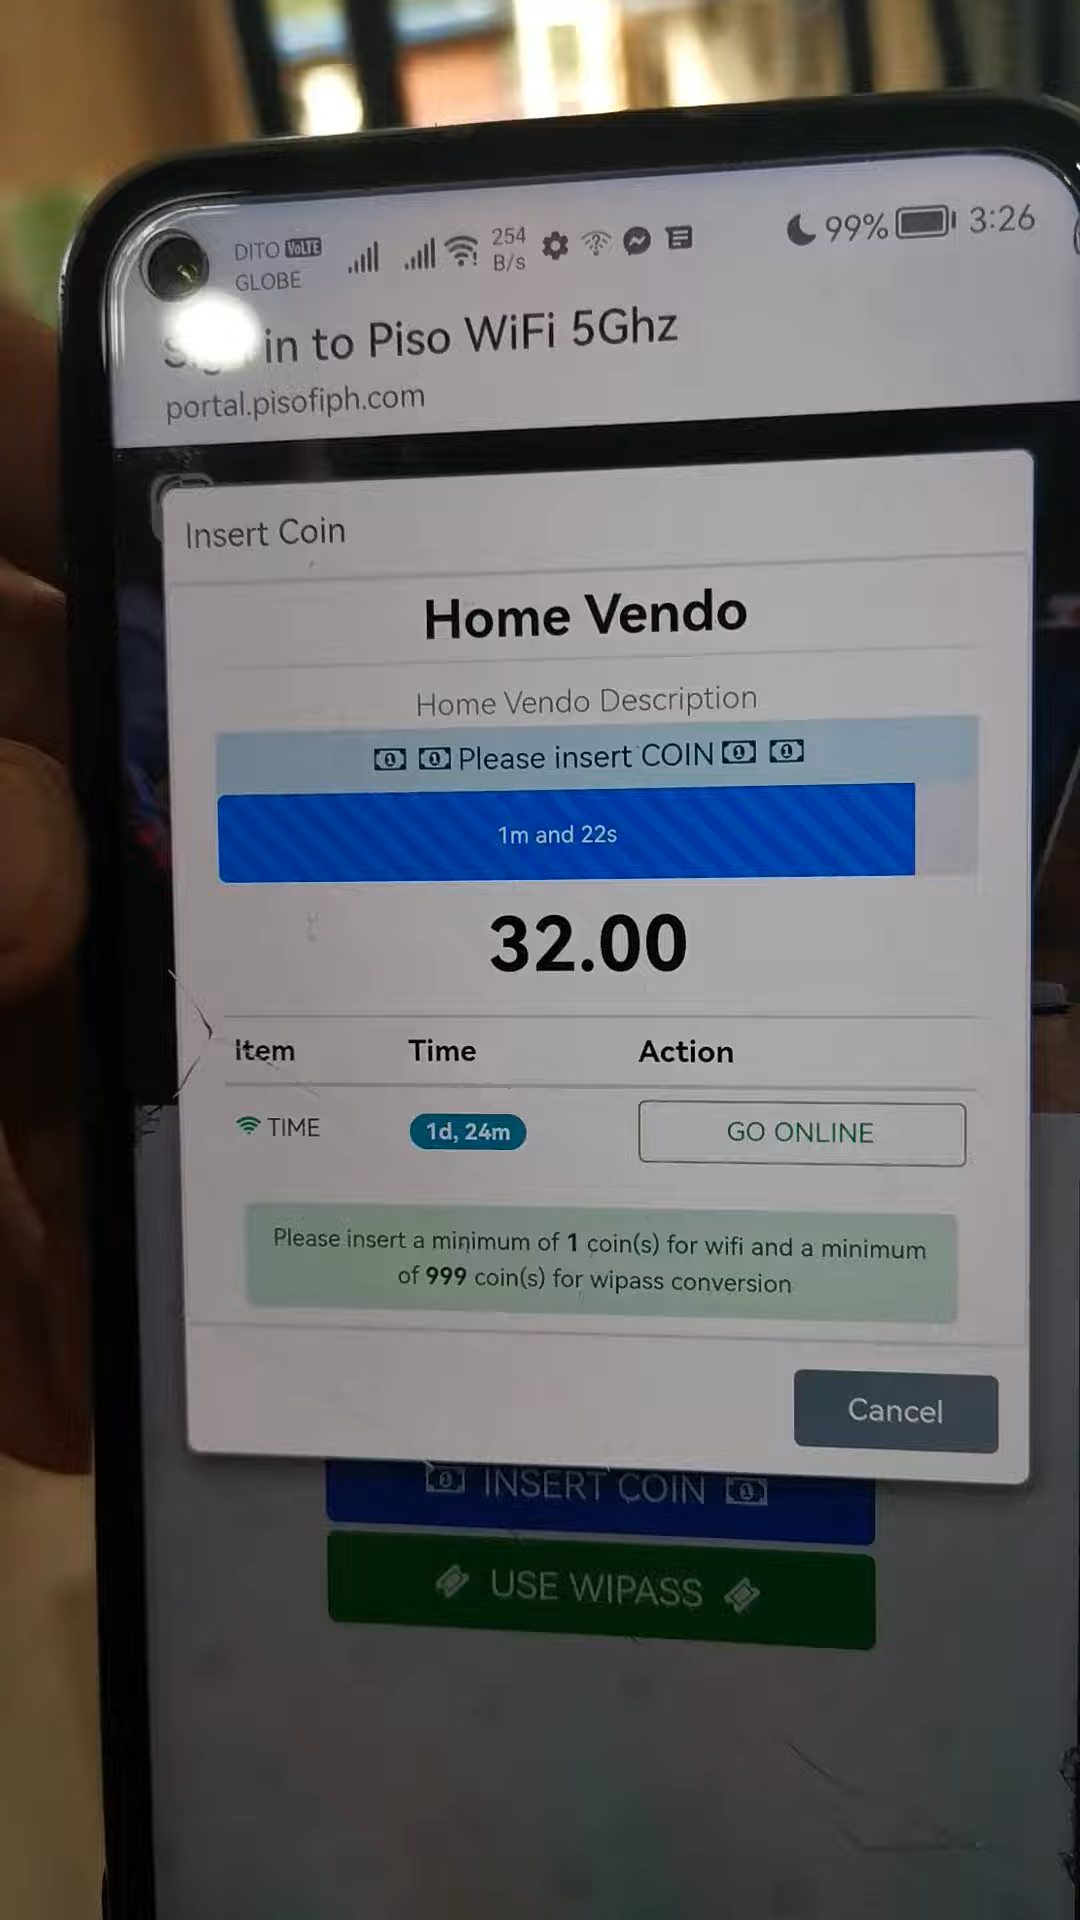 DITO VoLTE
GLOBE
254
B/s
99%
3:26
in to Piso WiFi 5Ghz
portal.pisofiph.com
Insert Coin
Home Vendo
Home Vendo Description
Please insert COIN
1m and 22s
32.00
Item Time Action
TIME 1d, 24m GO ONLINE
Please insert a minimum of 1 coin(s) for wifi and a minimum
of 999 coin(s) for wipass conversion
Cancel
INSERT COIN
USE WIPASS